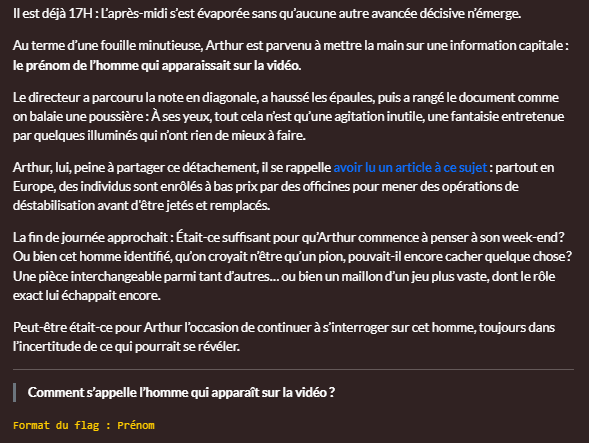 Il est déjà 17H : L'après-midi s'est évaporée sans qu'aucune autre avancée décisive n'émerge.
Au terme d'une fouille minutieuse, Arthur est parvenu à mettre la main sur une information capitale :
le prénom de l'homme qui apparaissait sur la vidéo.
Le directeur a parcouru la note en diagonale, a haussé les épaules, puis a rangé le document comme
on balaie une poussière : À ses yeux, tout cela n'est qu'une agitation inutile, une fantaisie entretenue
par quelques illuminés qui n'ont rien de mieux à faire.
Arthur, lui, peine à partager ce détachement, il se rappelle avoir lu un article à ce sujet : partout en
Europe, des individus sont enrôlés à bas prix par des officines pour mener des opérations de
déstabilisation avant d'être jetés et remplacés.
La fin de journée approchait : Était-ce suffisant pour qu'Arthur commence à penser à son week-end ?
Ou bien cet homme identifié, qu'on croyait n'être qu'un pion, pouvait-il encore cacher quelque chose ?
Une pièce interchangeable parmi tant d'autres… ou bien un maillon d'un jeu plus vaste, dont le rôle
exact lui échappait encore.
Peut-être était-ce pour Arthur l'occasion de continuer à s'interroger sur cet homme, toujours dans
l'incertitude de ce qui pourrait se révéler.
Comment s'appelle l'homme qui apparaît sur la vidéo ?
Format du flag : Prénom